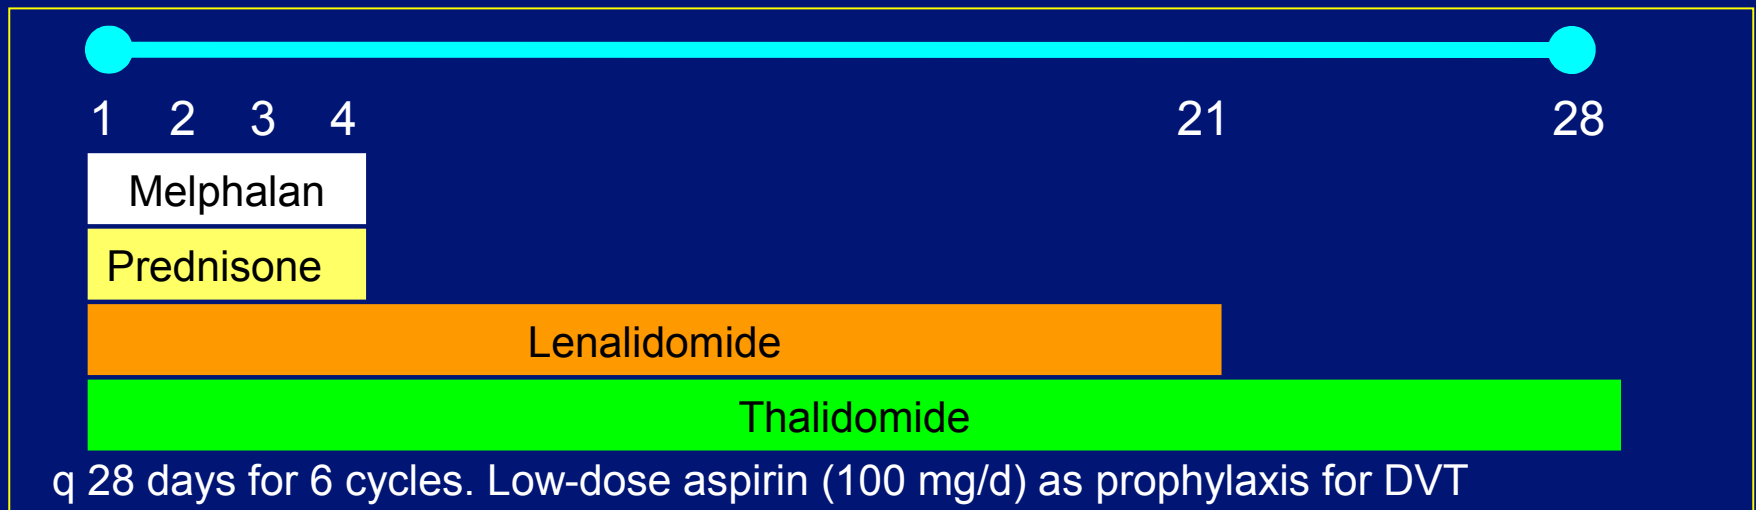 1 2 3 4 21 28
Melphalan
Prednisone
Lenalidomide
Thalidomide
q 28 days for 6 cycles. Low-dose aspirin (100 mg/d) as prophylaxis for DVT